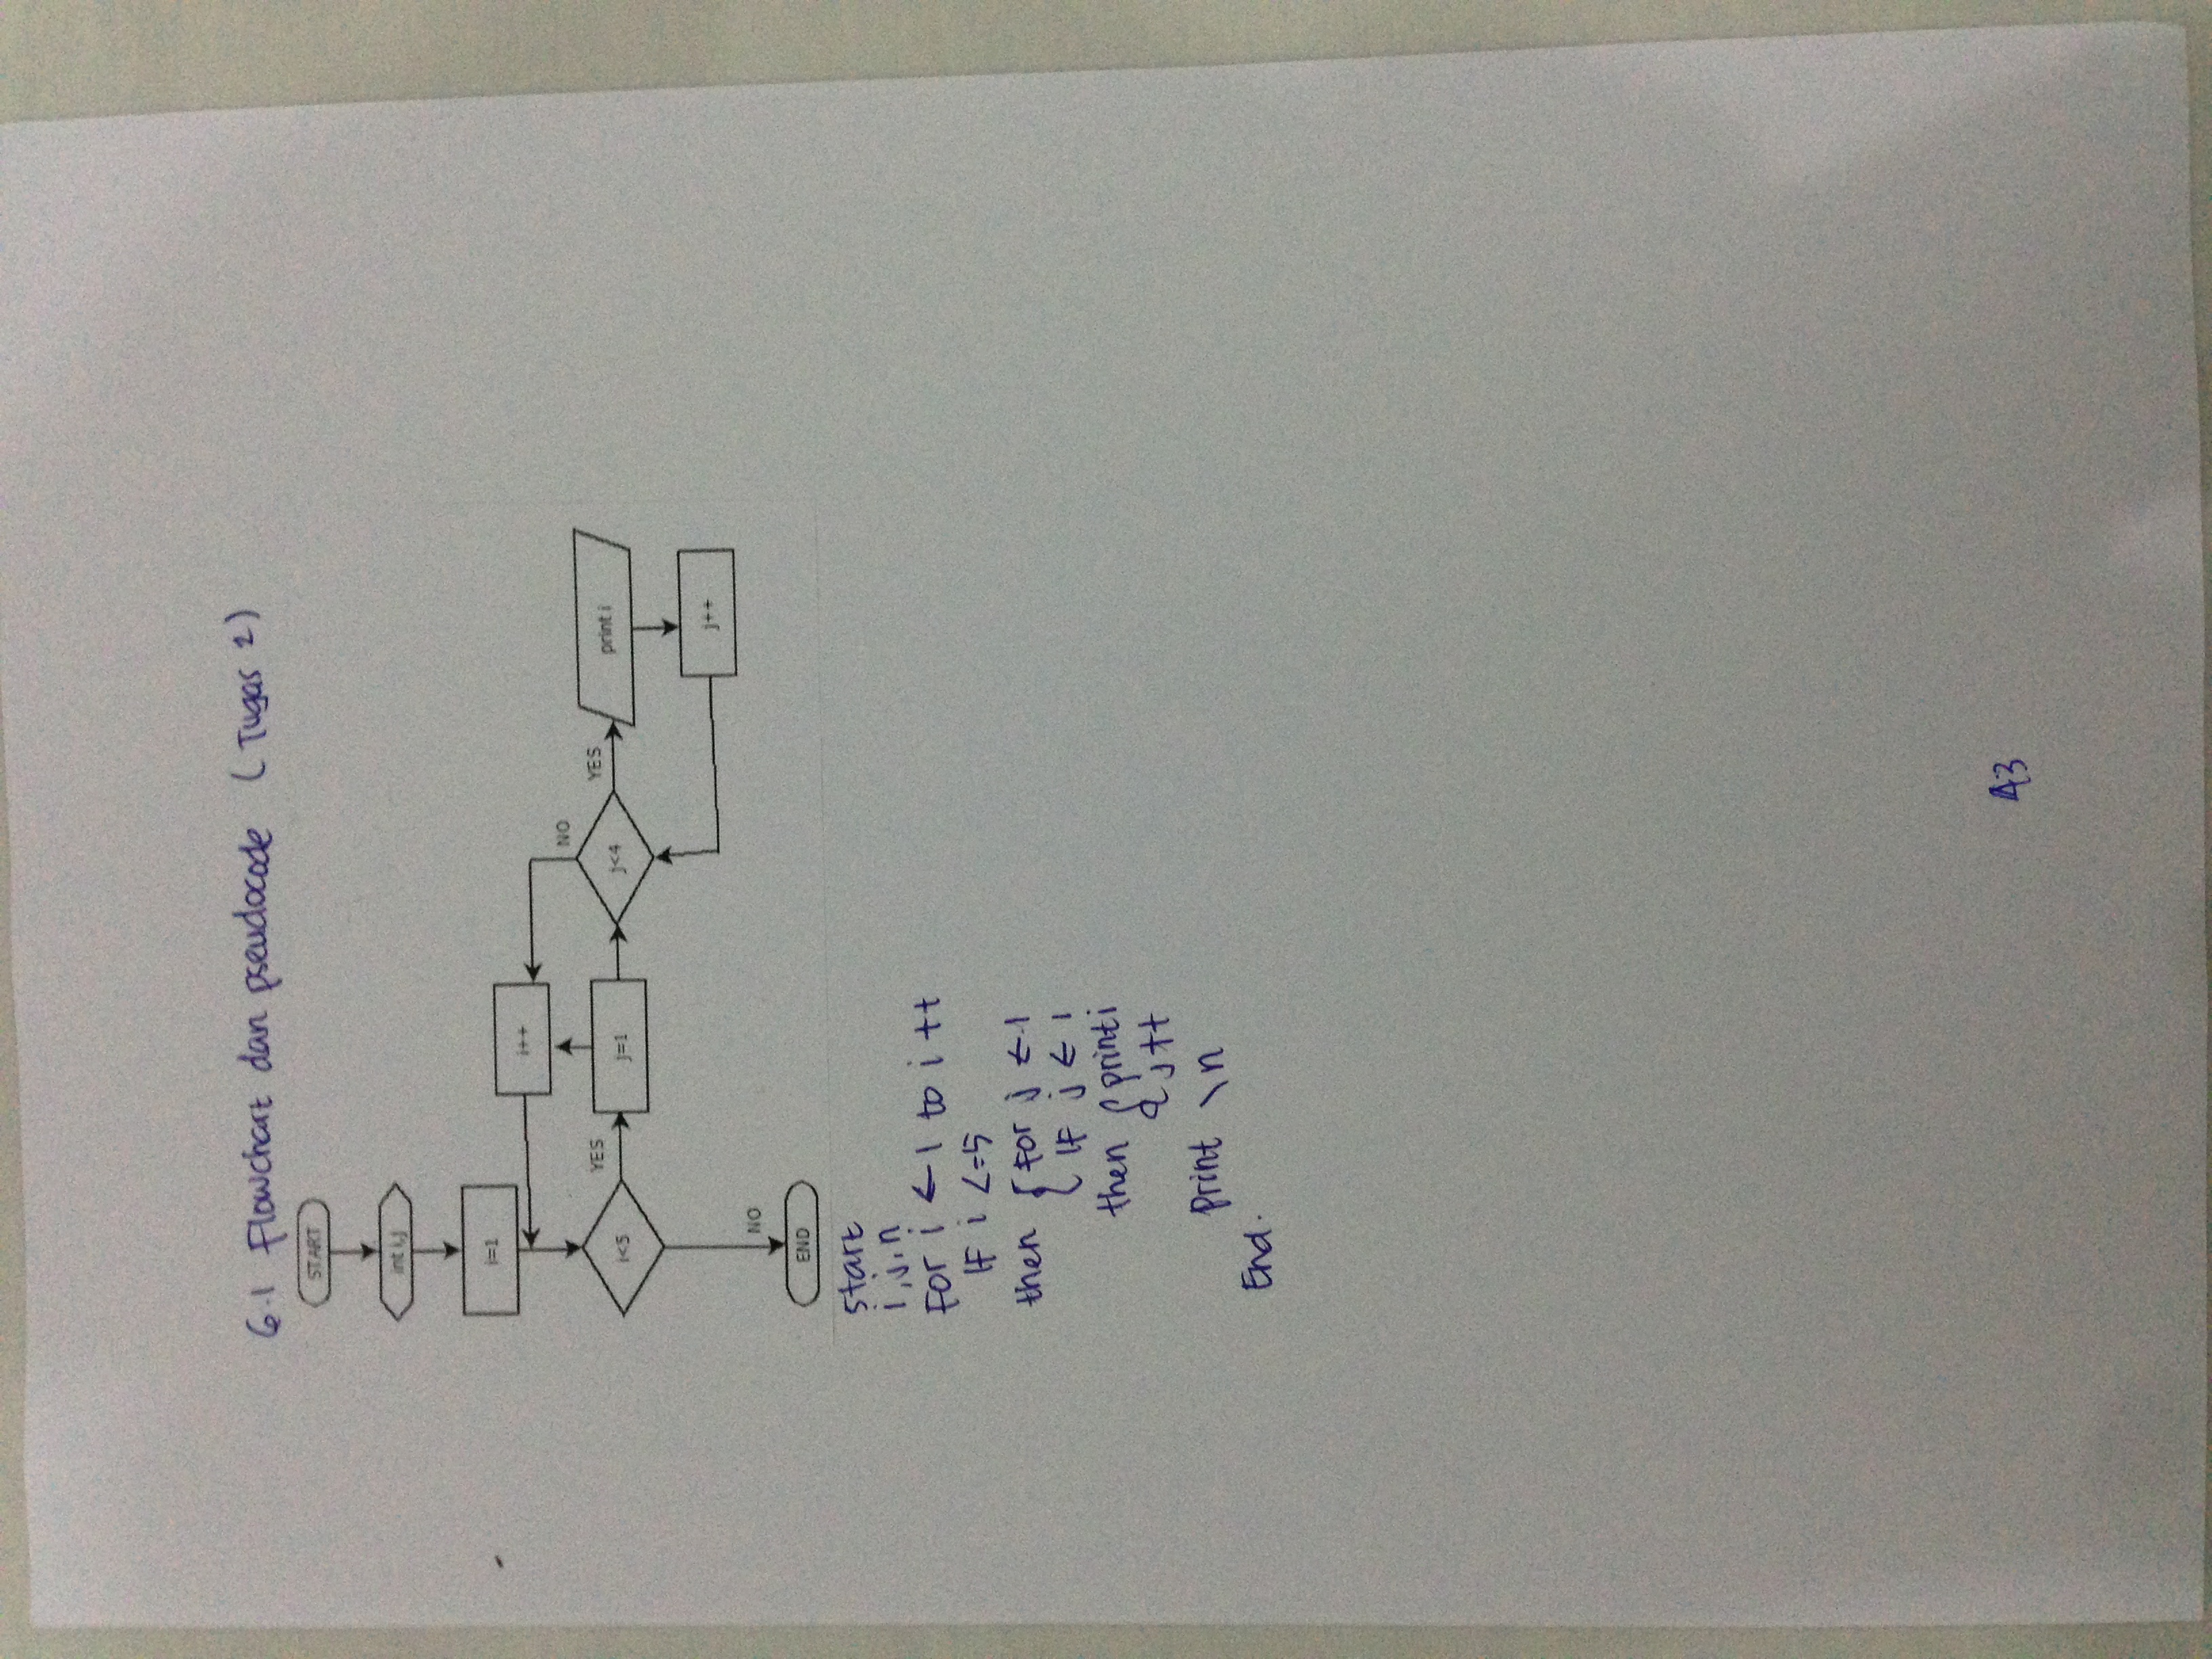 6.1 Flowchart dan pseudocode (Tugas 2)
START
int i,j
i=1
i++
NO
i<5
YES
j=1
j<4
YES
print i
j++
NO
END
start
i,j,n
For i ← 1 to i ++
IF i <=5
then { For j ← 1
{ IF j ← 1
then { print i
{ j++
print \n
End.
43